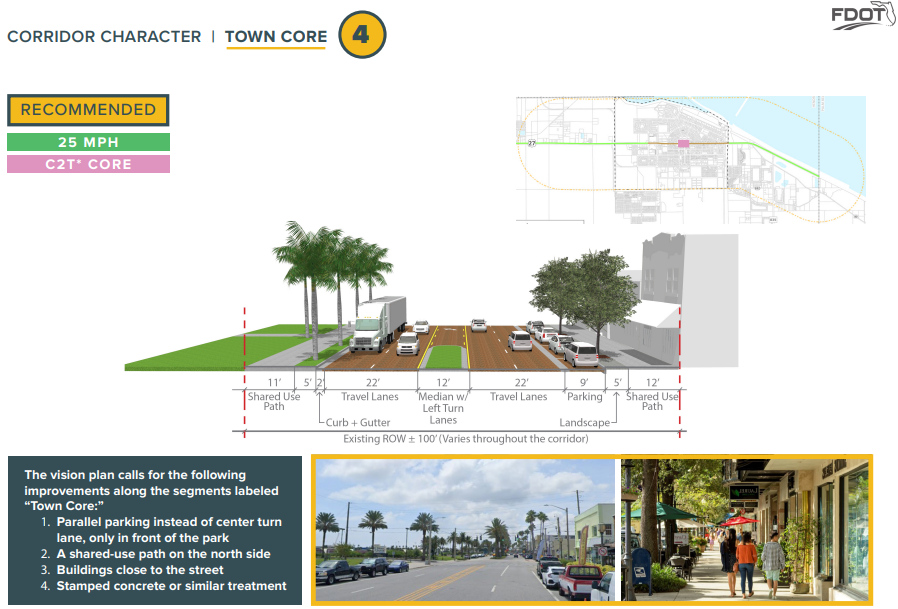 CORRIDOR CHARACTER | TOWN CORE 4
FDOT
RECOMMENDED
25 MPH
C2T* CORE
27
11' 5' 2' 22' 12' 22' 9' 5' 12'
Shared Use Path
Travel Lanes
Median w/ Left Turn Lanes
Travel Lanes
Parking
Shared Use Path
Curb + Gutter
Landscape
Existing ROW ± 100' (Varies throughout the corridor)
The vision plan calls for the following
improvements along the segments labeled
“Town Core:”
1. Parallel parking instead of center turn
lane, only in front of the park
2. A shared-use path on the north side
3. Buildings close to the street
4. Stamped concrete or similar treatment